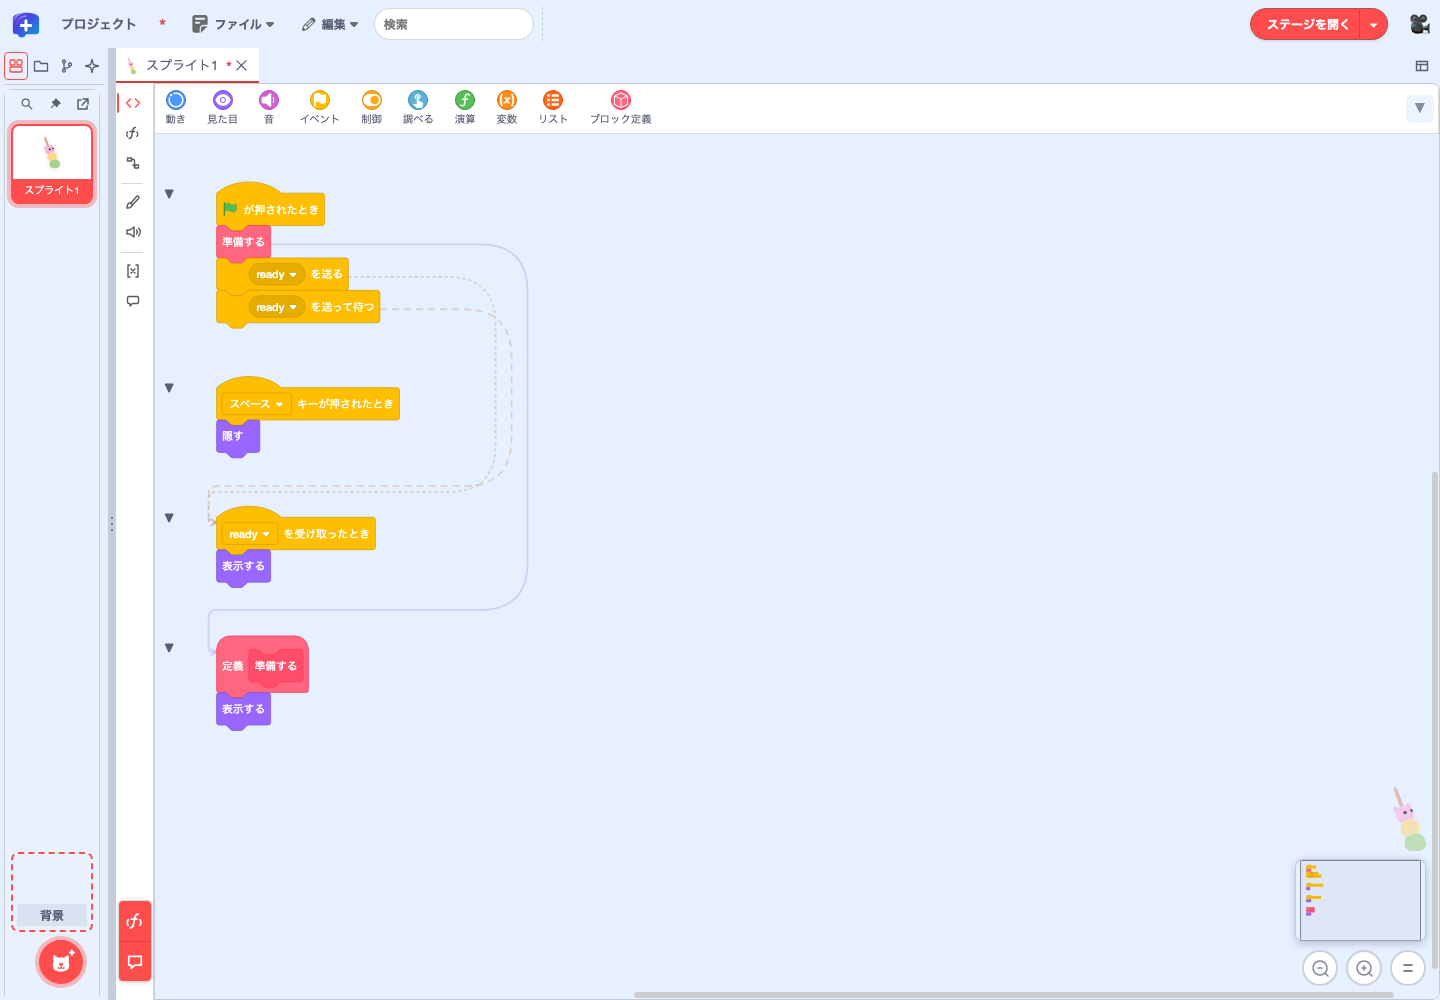 プロジェクト * ファイル 編集 検索 ステージを開く
スプライト1 *
動き 見た目 音 イベント 制御 調べる 演算 変数 リスト ブロック定義
スプライト1
が押されたとき
準備する
ready を送る
ready を送って待つ
スペース キーが押されたとき
隠す
ready を受け取ったとき
表示する
定義 準備する
表示する
背景